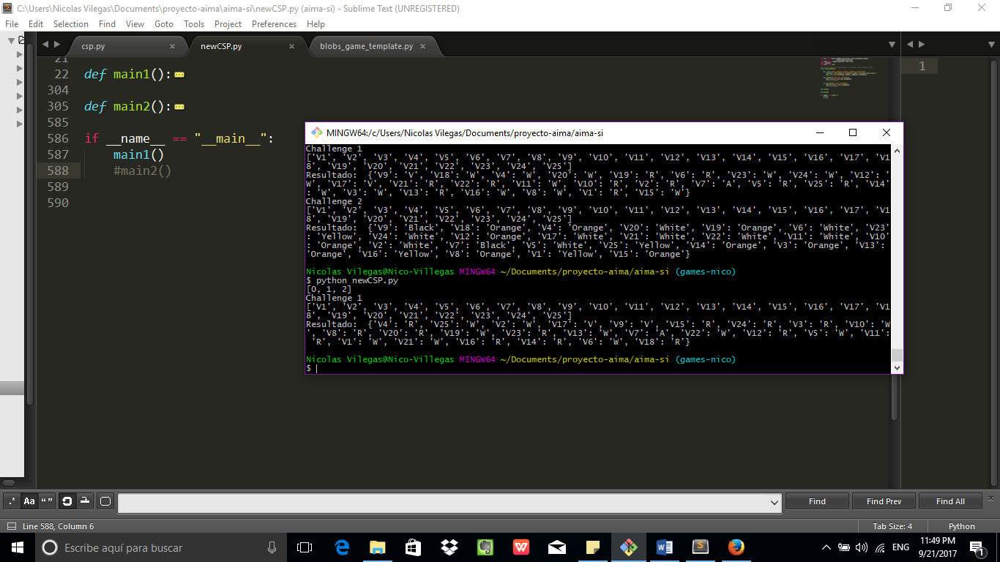 C:\Users\Nicolas Vilegas\Documents\proyecto-aima\aima-si\newCSP.py (aima-si) - Sublime Text (UNREGISTERED)
File Edit Selection Find View Goto Tools Project Preferences Help
csp.py × newCSP.py × blobs_game_template.py ×
21
22 def main1():
304
305 def main2():
585
586 if __name__ == "__main__":
587 main1()
588 #main2()
589
590
1
MINGW64:/c/Users/Nicolas Vilegas/Documents/proyecto-aima/aima-si
Challenge 1
['V1', 'V2', 'V3', 'V4', 'V5', 'V6', 'V7', 'V8', 'V9', 'V10', 'V11', 'V12', 'V13', 'V14', 'V15', 'V16', 'V17', 'V1
8', 'V19', 'V20', 'V21', 'V22', 'V23', 'V24', 'V25']
Resultado:  {'V9': 'V', 'V18': 'W', 'V4': 'W', 'V20': 'W', 'V19': 'R', 'V6': 'R', 'V23': 'W', 'V24': 'W', 'V12': '
W', 'V17': 'V', 'V21': 'R', 'V22': 'R', 'V11': 'W', 'V10': 'R', 'V2': 'R', 'V7': 'A', 'V5': 'R', 'V25': 'R', 'V14'
: 'W', 'V3': 'W', 'V13': 'R', 'V16': 'W', 'V8': 'W', 'V1': 'R', 'V15': 'W'}
Challenge 2
['V1', 'V2', 'V3', 'V4', 'V5', 'V6', 'V7', 'V8', 'V9', 'V10', 'V11', 'V12', 'V13', 'V14', 'V15', 'V16', 'V17', 'V1
8', 'V19', 'V20', 'V21', 'V22', 'V23', 'V24', 'V25']
Resultado:  {'V9': 'Black', 'V18': 'Orange', 'V4': 'Orange', 'V20': 'White', 'V19': 'Orange', 'V6': 'White', 'V23'
: 'Yellow', 'V24': 'White', 'V12': 'Orange', 'V17': 'White', 'V21': 'White', 'V22': 'White', 'V11': 'White', 'V10'
: 'Orange', 'V2': 'White', 'V7': 'Black', 'V5': 'White', 'V25': 'Yellow', 'V14': 'Orange', 'V3': 'Orange', 'V13':
'Orange', 'V16': 'Yellow', 'V8': 'Orange', 'V1': 'Yellow', 'V15': 'Orange'}
Nicolas Vilegas@Nico-Villegas MINGW64 ~/Documents/proyecto-aima/aima-si (games-nico)
$ python newCSP.py
[0, 1, 2]
Challenge 1
['V1', 'V2', 'V3', 'V4', 'V5', 'V6', 'V7', 'V8', 'V9', 'V10', 'V11', 'V12', 'V13', 'V14', 'V15', 'V16', 'V17', 'V1
8', 'V19', 'V20', 'V21', 'V22', 'V23', 'V24', 'V25']
Resultado:  {'V4': 'R', 'V25': 'W', 'V2': 'W', 'V17': 'V', 'V9': 'V', 'V15': 'R', 'V24': 'R', 'V3': 'R', 'V10': 'W
', 'V8': 'R', 'V20': 'R', 'V19': 'W', 'V23': 'R', 'V13': 'W', 'V7': 'A', 'V22': 'W', 'V12': 'R', 'V5': 'W', 'V11':
'R', 'V1': 'W', 'V21': 'W', 'V16': 'R', 'V14': 'R', 'V6': 'W', 'V18': 'R'}
Nicolas Vilegas@Nico-Villegas MINGW64 ~/Documents/proyecto-aima/aima-si (games-nico)
$
.* Aa “” Find Find Prev Find All
Line 588, Column 6 Tab Size: 4 Python
Escribe aquí para buscar ENG 11:49 PM
9/21/2017 1